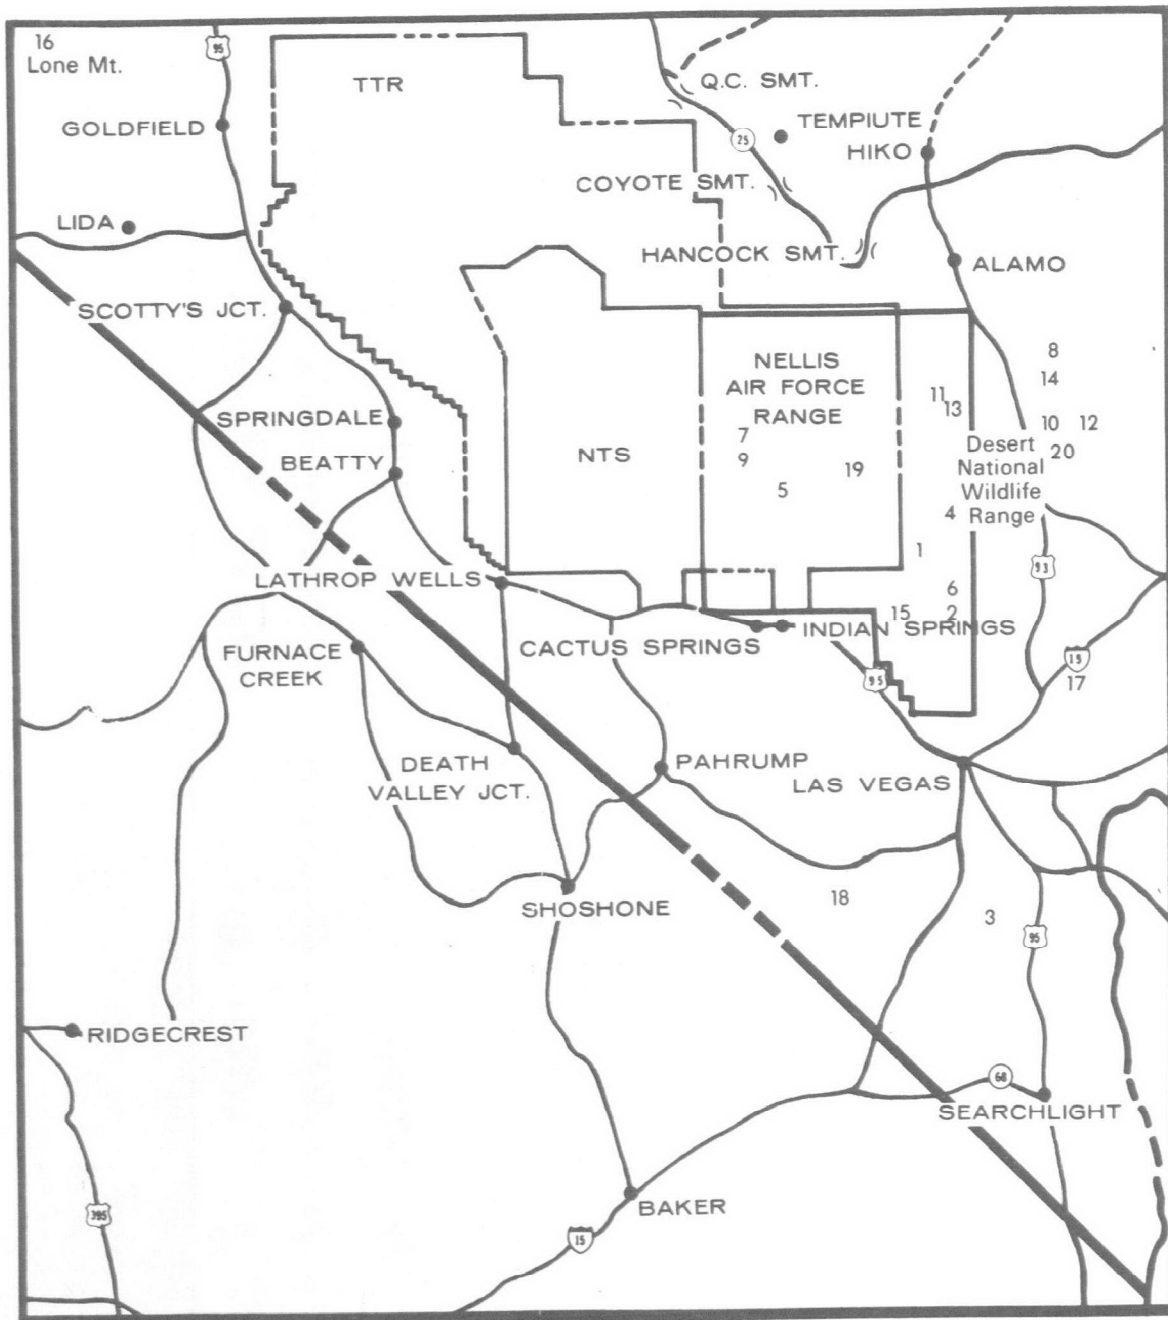 16
Lone Mt.
95
TTR
Q.C. SMT.
GOLDFIELD
TEMPIUTE
25
HIKO
COYOTE SMT.
LIDA
HANCOCK SMT.
ALAMO
SCOTTY'S JCT.
8
NELLIS
AIR FORCE
RANGE
14
11
13
SPRINGDALE
10
12
7
Desert
National
Wildlife
Range
20
BEATTY
NTS
9
19
5
4
1
93
LATHROP WELLS
6
15
2
INDIAN SPRINGS
CACTUS SPRINGS
FURNACE
CREEK
15
95
17
DEATH
VALLEY JCT.
PAHRUMP
LAS VEGAS
18
SHOSHONE
3
95
RIDGECREST
68
SEARCHLIGHT
BAKER
395
15